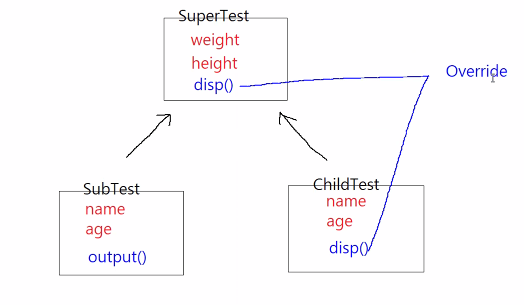 SuperTest
weight
height
disp()
Override
SubTest
name
age
output()
ChildTest
name
age
disp()